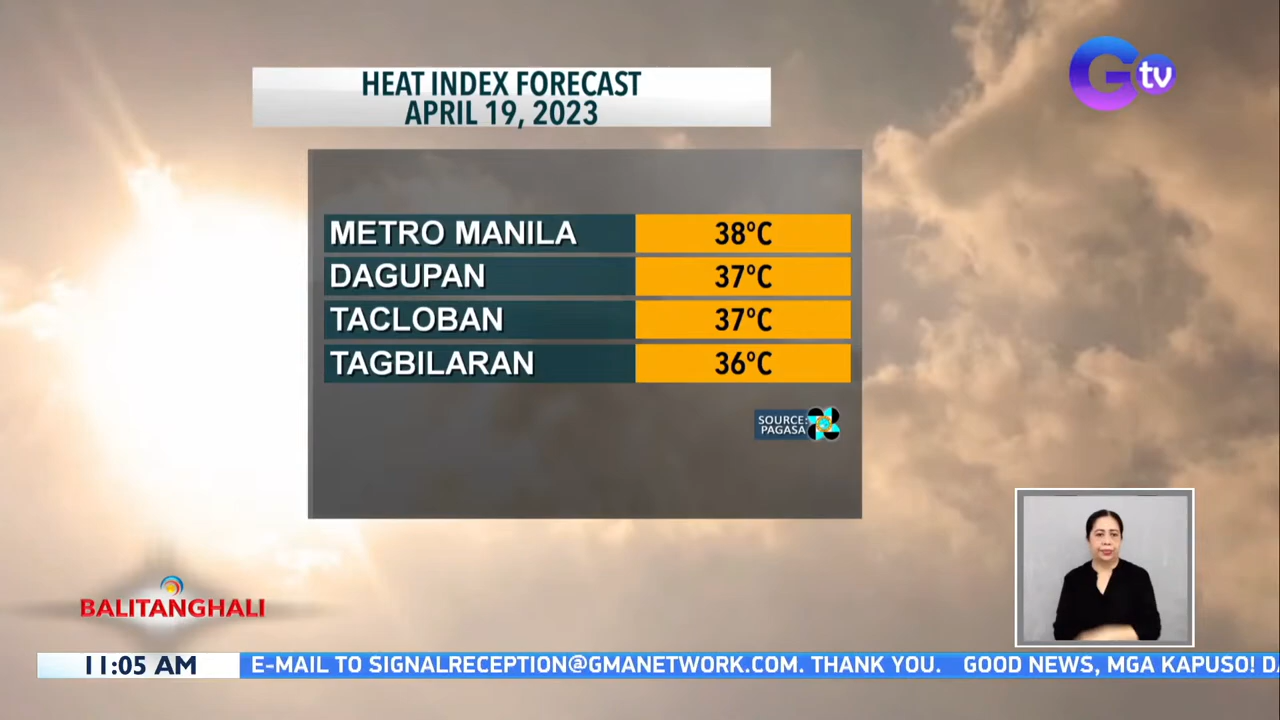 HEAT INDEX FORECAST
APRIL 19, 2023
Gtv
METRO MANILA 38°C
DAGUPAN 37°C
TACLOBAN 37°C
TAGBILARAN 36°C
SOURCE:
PAGASA
BALITANGHALI
11:05 AM E-MAIL TO SIGNALRECEPTION@GMANETWORK.COM. THANK YOU. GOOD NEWS, MGA KAPUSO!